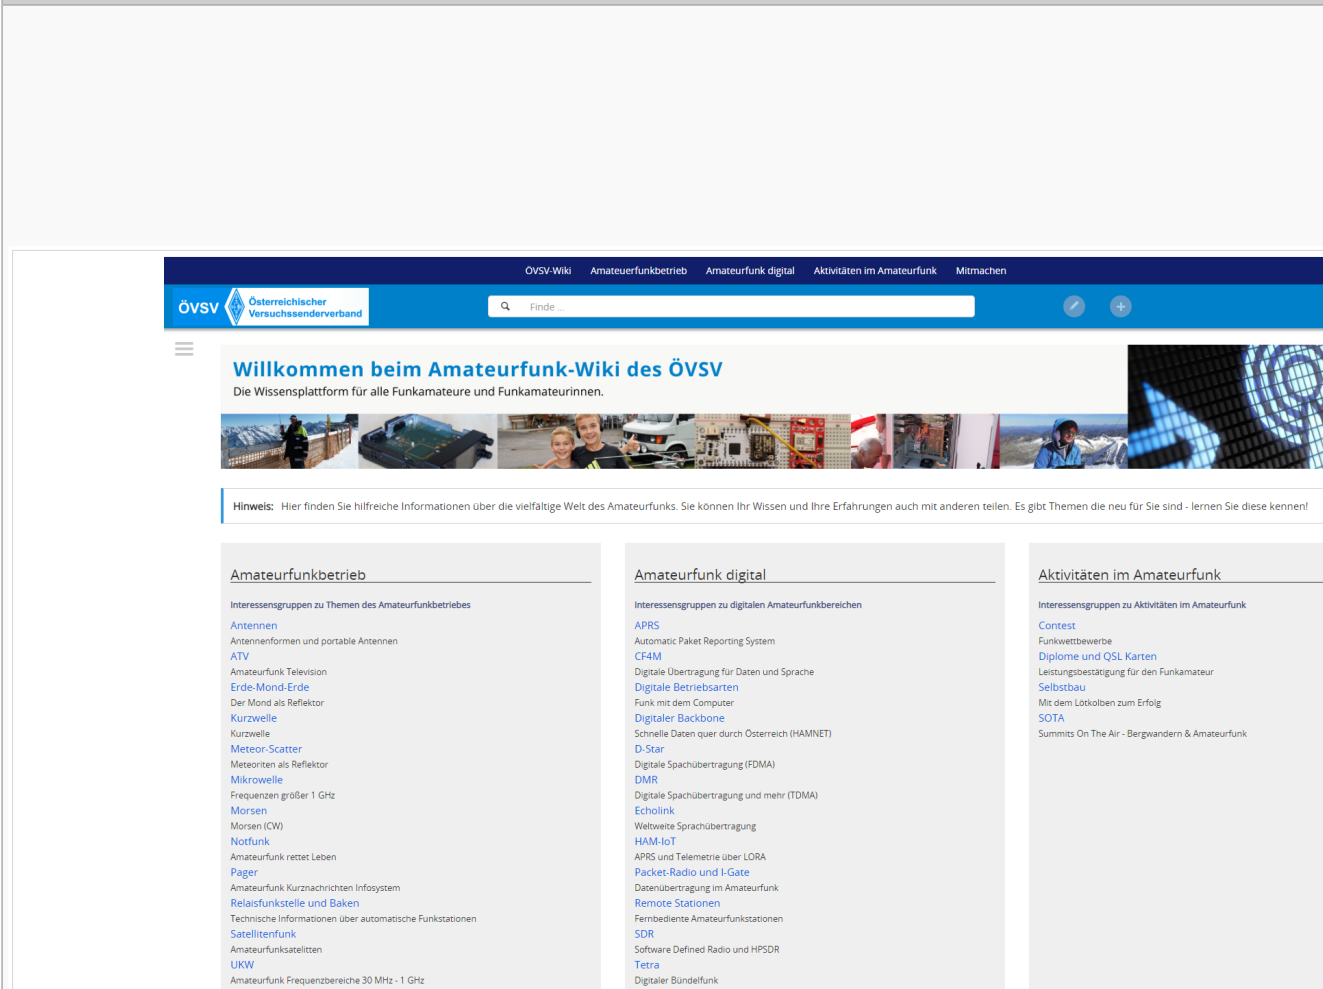 ÖVSV-Wiki Amateuerfunkbetrieb Amateurfunk digital Aktivitäten im Amateurfunk Mitmachen
ÖVSV Österreichischer
Versuchssenderverband
Finde ...
Willkommen beim Amateurfunk-Wiki des ÖVSV
Die Wissensplattform für alle Funkamateure und Funkamateurinnen.
Hinweis: Hier finden Sie hilfreiche Informationen über die vielfältige Welt des Amateurfunks. Sie können Ihr Wissen und Ihre Erfahrungen auch mit anderen teilen. Es gibt Themen die neu für Sie sind - lernen Sie diese kennen!
Amateurfunkbetrieb
Interessensgruppen zu Themen des Amateurfunkbetriebes
Antennen
Antennenformen und portable Antennen
ATV
Amateurfunk Television
Erde-Mond-Erde
Der Mond als Reflektor
Kurzwelle
Kurzwelle
Meteor-Scatter
Meteoriten als Reflektor
Mikrowelle
Frequenzen größer 1 GHz
Morsen
Morsen (CW)
Notfunk
Amateurfunk rettet Leben
Pager
Amateurfunk Kurznachrichten Infosystem
Relaisfunkstelle und Baken
Technische Informationen über automatische Funkstationen
Satellitenfunk
Amateurfunksatelitten
UKW
Amateurfunk Frequenzbereiche 30 MHz - 1 GHz
Amateurfunk digital
Interessensgruppen zu digitalen Amateurfunkbereichen
APRS
Automatic Paket Reporting System
CF4M
Digitale Übertragung für Daten und Sprache
Digitale Betriebsarten
Funk mit dem Computer
Digitaler Backbone
Schnelle Daten quer durch Österreich (HAMNET)
D-Star
Digitale Spachübertragung (FDMA)
DMR
Digitale Spachübertragung und mehr (TDMA)
Echolink
Weltweite Sprachübertragung
HAM-IoT
APRS und Telemetrie über LORA
Packet-Radio und I-Gate
Datenübertragung im Amateurfunk
Remote Stationen
Fernbediente Amateurfunkstationen
SDR
Software Defined Radio und HPSDR
Tetra
Digitaler Bündelfunk
Aktivitäten im Amateurfunk
Interessensgruppen zu Aktivitäten im Amateurfunk
Contest
Funkwettbewerbe
Diplome und QSL Karten
Leistungsbestätigung für den Funkamateur
Selbstbau
Mit dem Lötkolben zum Erfolg
SOTA
Summits On The Air - Bergwandern & Amateurfunk